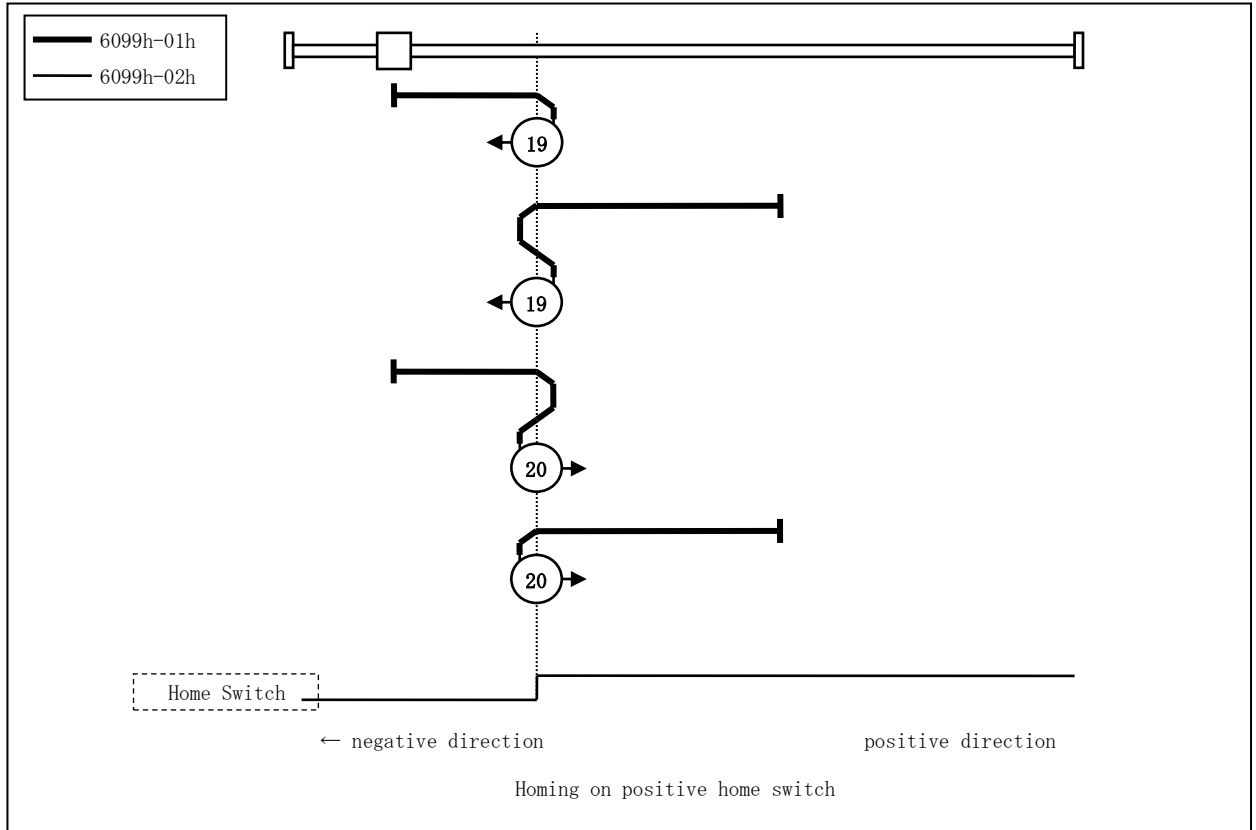 6099h-01h
6099h-02h
19
19
20
20
Home Switch
← negative direction
positive direction
Homing on positive home switch